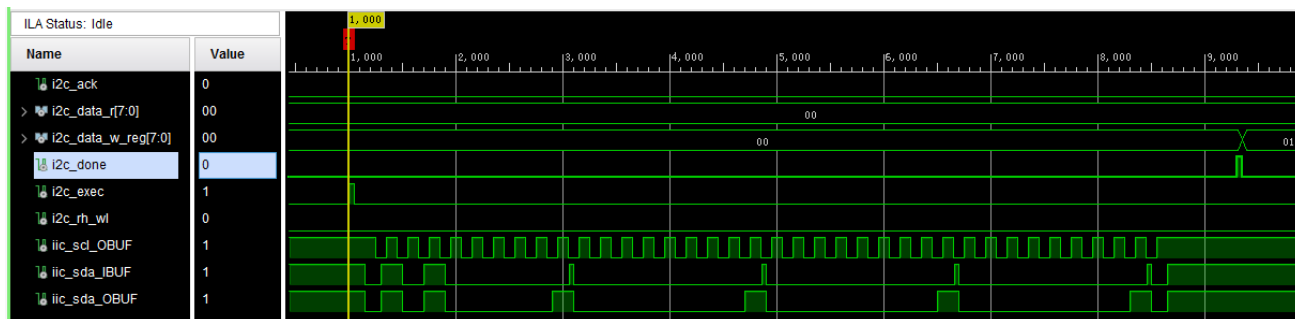 ILA Status: Idle
1,000
Name Value
1,000 2,000 3,000 4,000 5,000 6,000 7,000 8,000 9,000
i2c_ack 0
> i2c_data_r[7:0] 00 00
> i2c_data_w_reg[7:0] 00 00 01
i2c_done 0
i2c_exec 1
i2c_rh_wl 0
iic_scl_OBUF 1
iic_sda_IBUF 1
iic_sda_OBUF 1